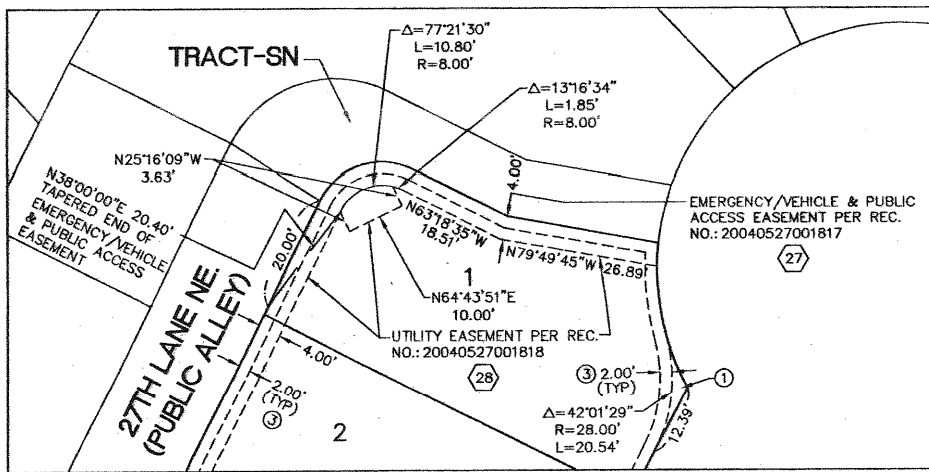 Δ=77°21'30"
L=10.80'
R=8.00'
TRACT-SN
Δ=13°16'34"
L=1.85'
R=8.00'
N25°16'09"W
3.63'
4.00'
N38°00'00"E 20.40'
TAPERED END OF
EMERGENCY/VEHICLE
& PUBLIC ACCESS
EASEMENT
EMERGENCY/VEHICLE & PUBLIC
ACCESS EASEMENT PER REC.
NO.: 20040527001817
27
N63°18'35"W
18.51'
20.00'
N79°49'45"W
26.89'
1
N64°43'51"E
10.00'
27TH LANE NE.
(PUBLIC ALLEY)
UTILITY EASEMENT PER REC.
NO.: 20040527001818
28
4.00'
2.00'
(TYP)
3
2
3 2.00'
(TYP)
1
Δ=42°01'29"
R=28.00'
L=20.54'
12.39'